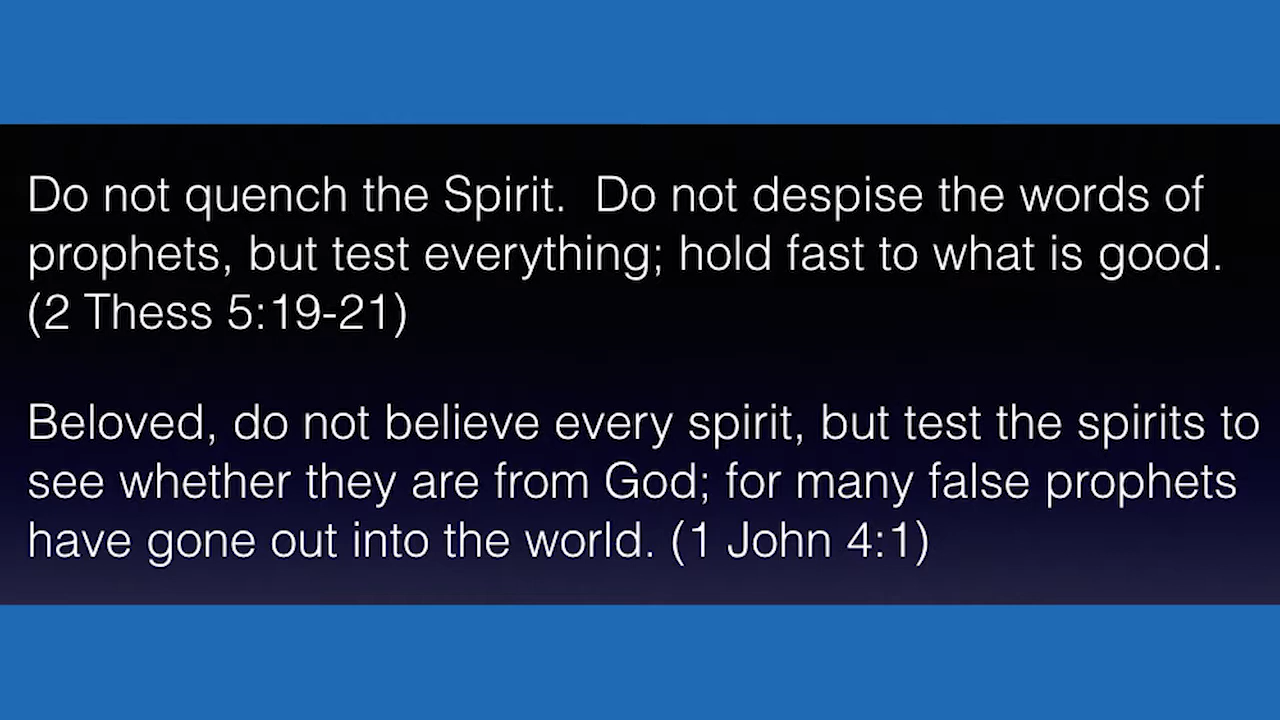 Do not quench the Spirit.  Do not despise the words of
prophets, but test everything; hold fast to what is good.
(2 Thess 5:19-21)
Beloved, do not believe every spirit, but test the spirits to
see whether they are from God; for many false prophets
have gone out into the world. (1 John 4:1)